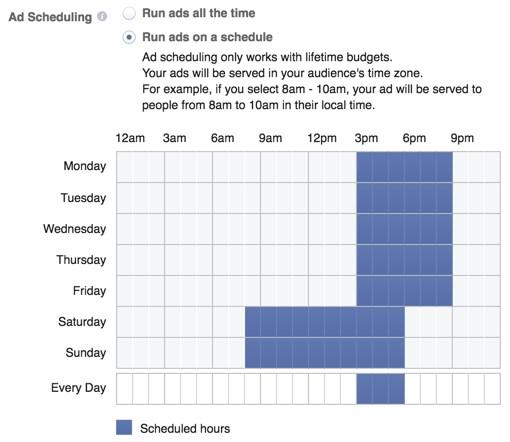 Ad Scheduling Run ads all the time
Run ads on a schedule
Ad scheduling only works with lifetime budgets.
Your ads will be served in your audience's time zone.
For example, if you select 8am - 10am, your ad will be served to
people from 8am to 10am in their local time.
12am 3am 6am 9am 12pm 3pm 6pm 9pm
Monday
Tuesday
Wednesday
Thursday
Friday
Saturday
Sunday
Every Day
Scheduled hours